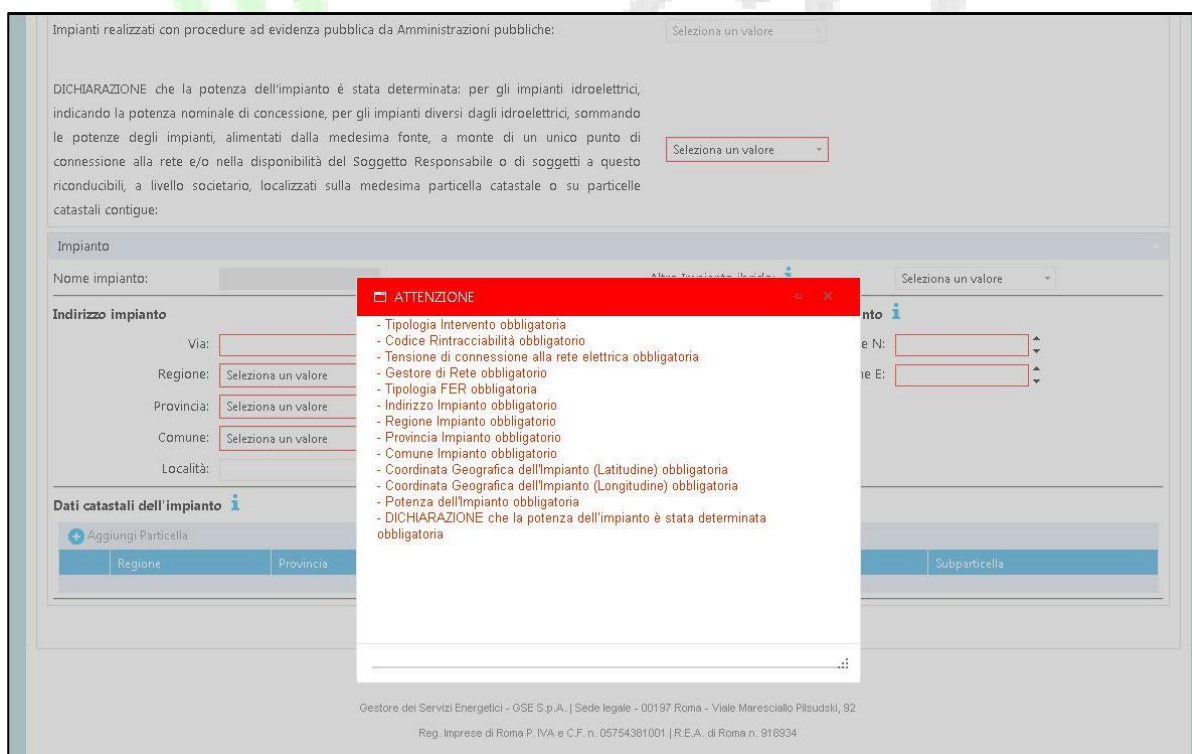 Impianti realizzati con procedure ad evidenza pubblica da Amministrazioni pubbliche:
Seleziona un valore
DICHIARAZIONE che la potenza dell'impianto è stata determinata: per gli impianti idroelettrici,
indicando la potenza nominale di concessione, per gli impianti diversi dagli idroelettrici, sommando
le potenze degli impianti, alimentati dalla medesima fonte, a monte di un unico punto di
connessione alla rete e/o nella disponibilità del Soggetto Responsabile o di soggetti a questo
riconducibili, a livello societario, localizzati sulla medesima particella catastale o su particelle
catastali contigue:
Seleziona un valore
Impianto
Nome impianto:
Seleziona un valore
Indirizzo impianto
Via:
Regione: Seleziona un valore
Provincia: Seleziona un valore
Comune: Seleziona un valore
Località:
nto
e N:
ne E:
ATTENZIONE
- Tipologia Intervento obbligatoria
- Codice Rintracciabilità obbligatorio
- Tensione di connessione alla rete elettrica obbligatoria
- Gestore di Rete obbligatorio
- Tipologia FER obbligatoria
- Indirizzo Impianto obbligatorio
- Regione Impianto obbligatorio
- Provincia Impianto obbligatorio
- Comune Impianto obbligatorio
- Coordinata Geografica dell'Impianto (Latitudine) obbligatoria
- Coordinata Geografica dell'Impianto (Longitudine) obbligatoria
- Potenza dell'Impianto obbligatoria
- DICHIARAZIONE che la potenza dell'impianto è stata determinata
obbligatoria
Dati catastali dell'impianto
Aggiungi Particella
Regione Provincia Subparticella
Gestore dei Servizi Energetici - GSE S.p.A. | Sede legale - 00197 Roma - Viale Maresciallo Pilsudski, 92
Reg. Imprese di Roma P. IVA e C.F. n. 05754381001 | R.E.A. di Roma n. 918934